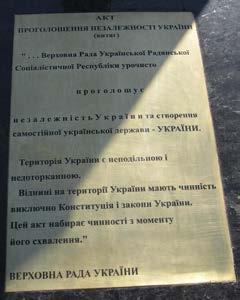 АКТ
ПРОГОЛОШЕННЯ НЕЗАЛЕЖНОСТІ УКРАЇНИ
(витяг)
"... Верховна Рада Української Радянської
Соціалістичної Республіки урочисто
проголошує
незалежність України та створення
самостійної української держави - УКРАЇНИ.
Територія України є неподільною і
недоторканною.
Віднині на території України мають чинність
виключно Конституція і закони України.
Цей акт набирає чинності з моменту
його схвалення."
ВЕРХОВНА РАДА УКРАЇНИ